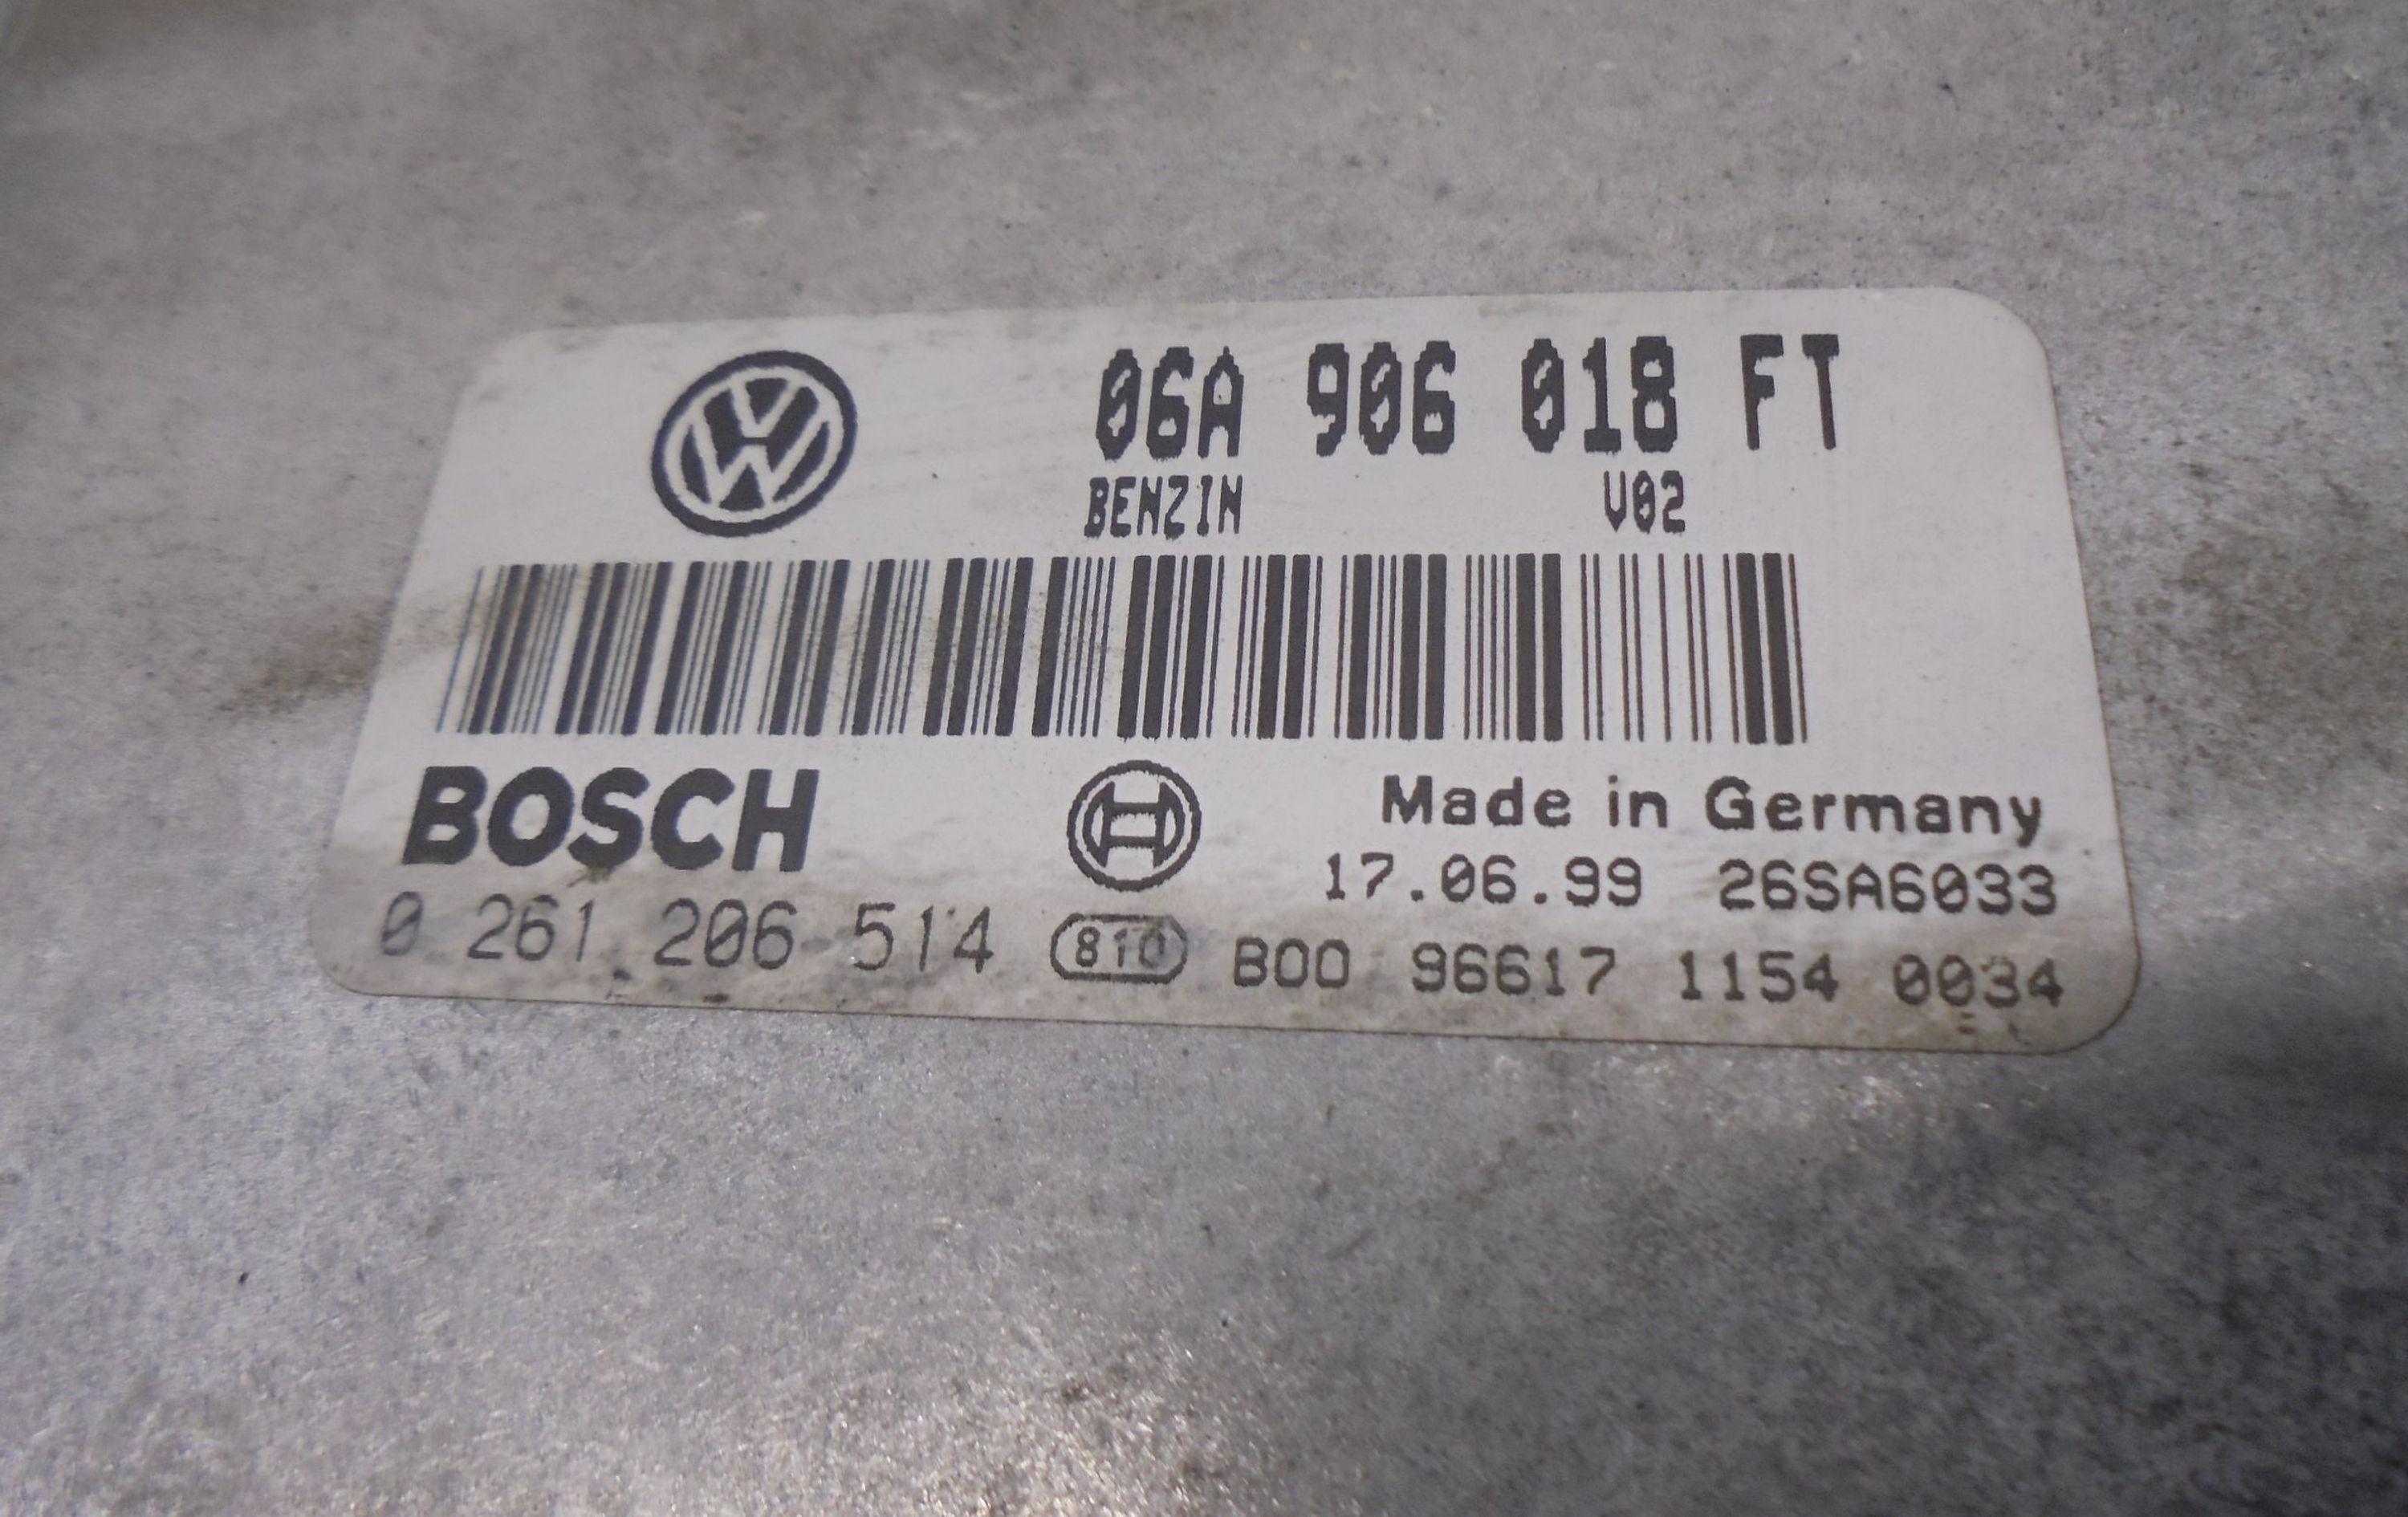 06A 906 018 FT
BENZIN V02
BOSCH
Made in Germany
17.06.99 26SA6033
0 261 206 514 810 B00 96617 1154 0034